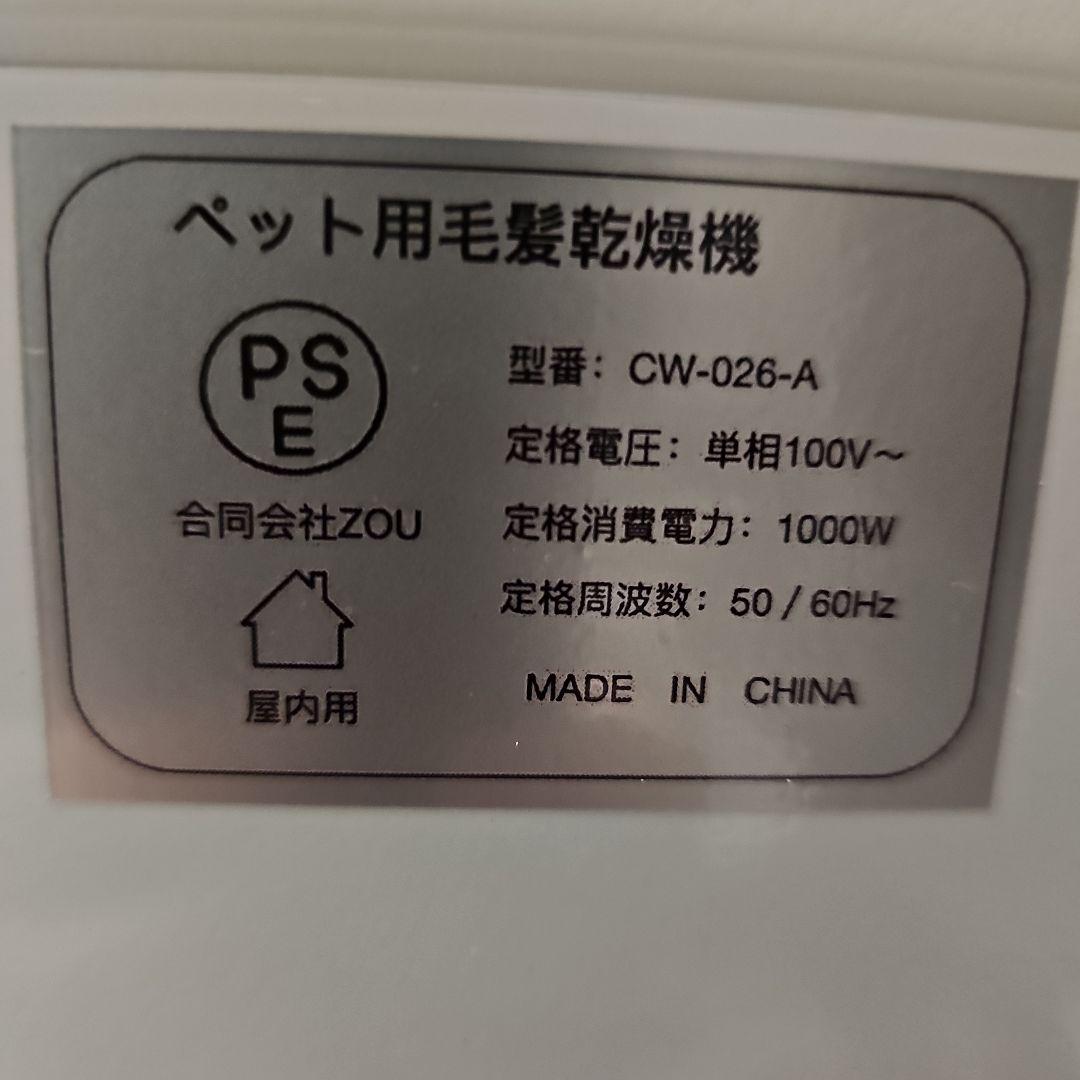 ペット用毛髪乾燥機
PS
E
合同会社ZOU
屋内用
型番：CW-026-A
定格電圧：単相100V～
定格消費電力：1000W
定格周波数：50 / 60Hz
MADE IN CHINA